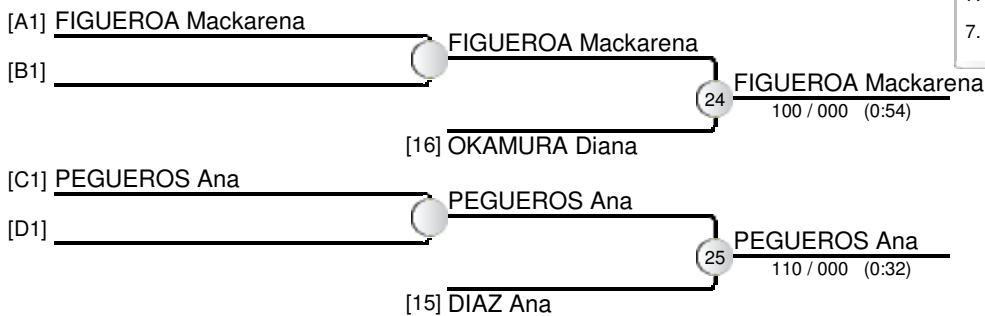 [A1] FIGUEROA Mackarena
FIGUEROA Mackarena
7.
[B1]
24
FIGUEROA Mackarena
100 / 000 (0:54)
[16] OKAMURA Diana
[C1] PEGUEROS Ana
PEGUEROS Ana
[D1]
25
PEGUEROS Ana
110 / 000 (0:32)
[15] DIAZ Ana